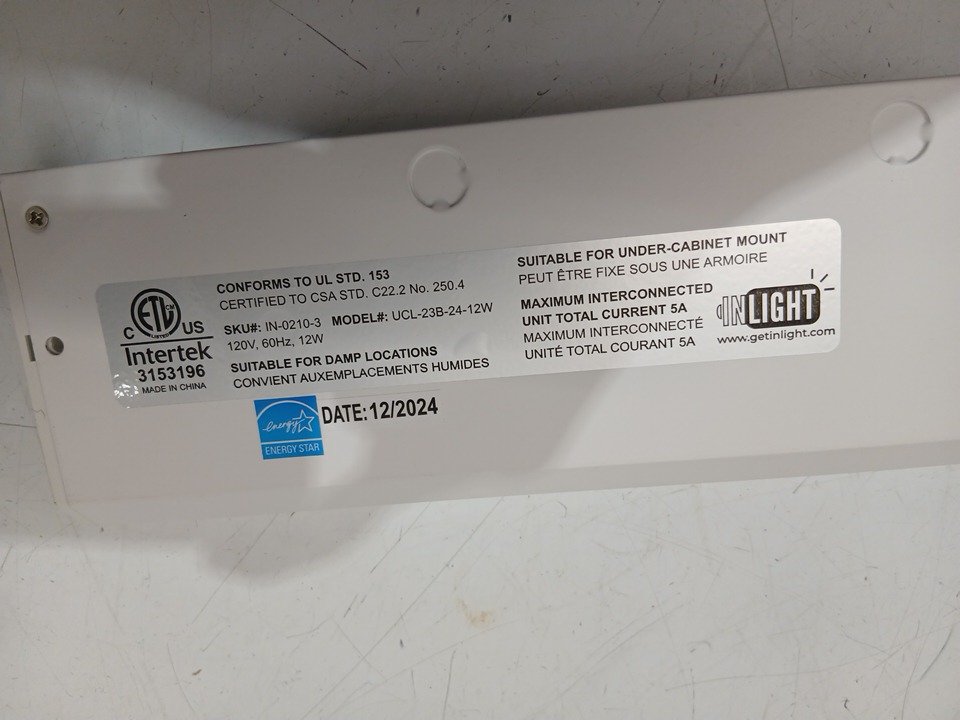 ETL CM
LISTED
C US
Intertek
3153196
MADE IN CHINA
CONFORMS TO UL STD. 153
CERTIFIED TO CSA STD. C22.2 No. 250.4
SKU#: IN-0210-3 MODEL#: UCL-23B-24-12W
120V, 60Hz, 12W
SUITABLE FOR DAMP LOCATIONS
CONVIENT AUXEMPLACEMENTS HUMIDES
SUITABLE FOR UNDER-CABINET MOUNT
PEUT ÊTRE FIXE SOUS UNE ARMOIRE
MAXIMUM INTERCONNECTED
UNIT TOTAL CURRENT 5A
MAXIMUM INTERCONNECTÉ
UNITÉ TOTAL COURANT 5A
INLIGHT
www.getinlight.com
energy
ENERGY STAR
DATE: 12/2024